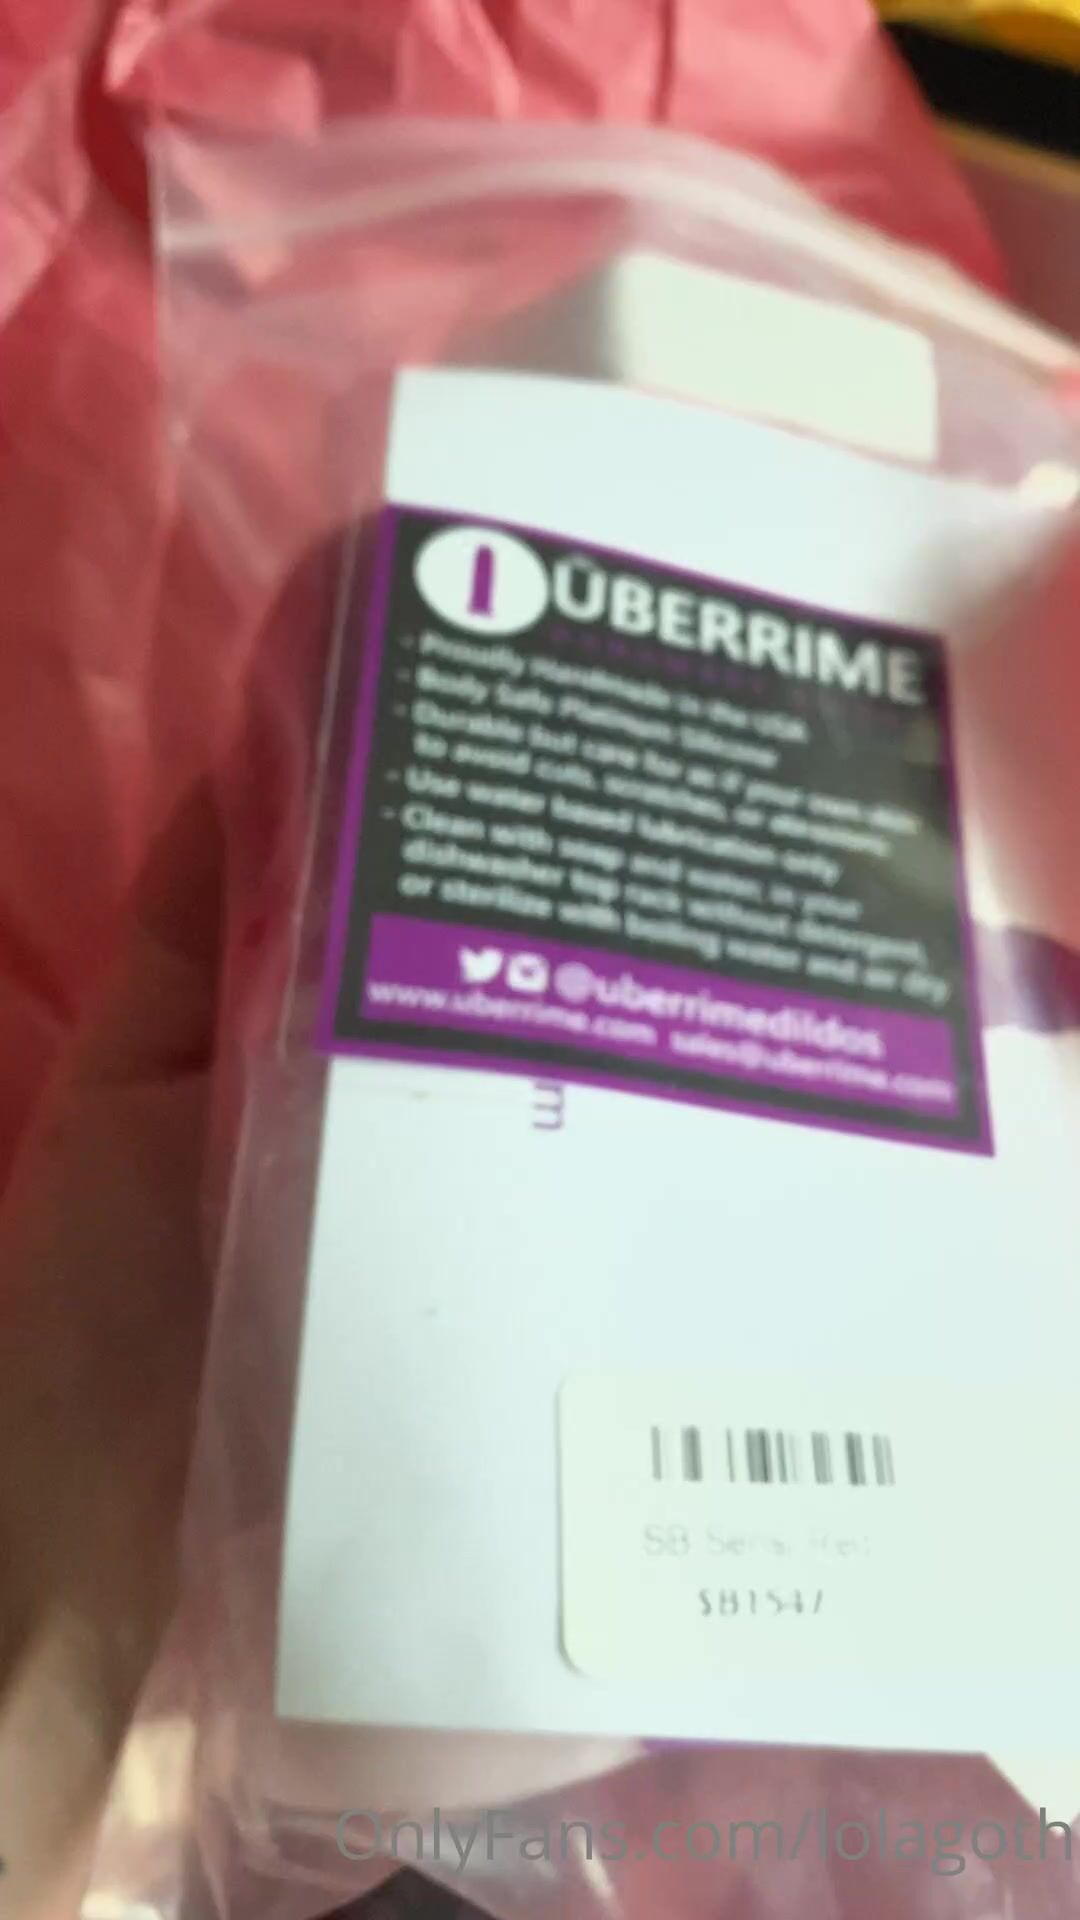 ÛBERRIME
- Proudly Handmade in the USA
- Body Safe Platinum Silicone
- Durable but care for as if your own skin
to avoid cuts, scratches, or abrasions
- Use water based lubrication only
- Clean with soap and water, in your
dishwasher top rack without detergent,
or sterilize with boiling water and air dry
@uberrimedildos
www.uberrime.com sales@uberrime.com
m
SB Sens.
SB1547
OnlyFans.com/lolagoth